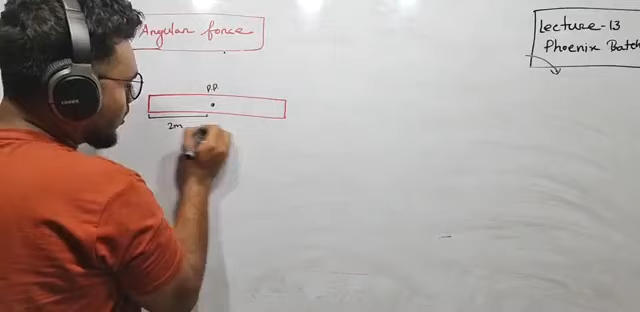 Angular force
Lecture-13
Phoenix Batch
P.P.
2m